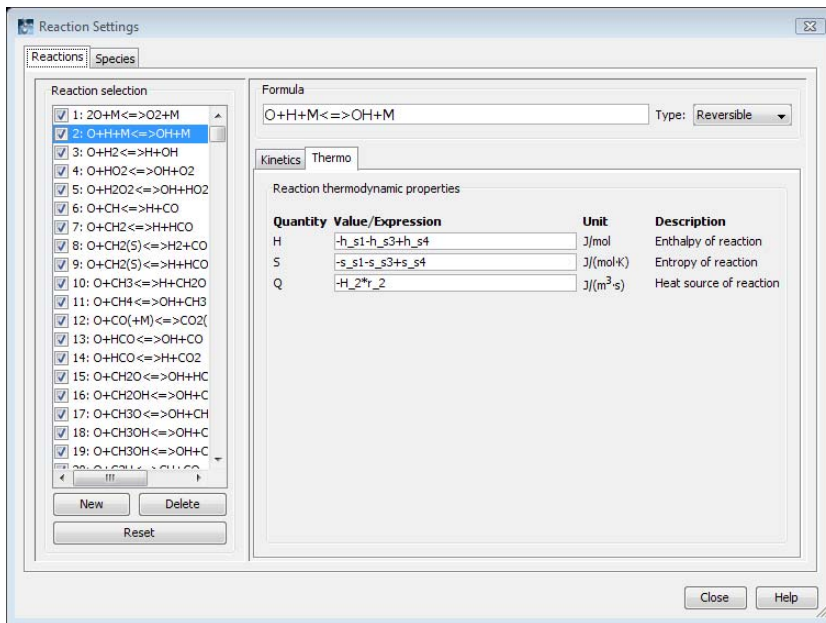 Reaction Settings
Reactions Species
Reaction selection
1: 2O+M<=>O2+M
2: O+H+M<=>OH+M
3: O+H2<=>H+OH
4: O+HO2<=>OH+O2
5: O+H2O2<=>OH+HO2
6: O+CH<=>H+CO
7: O+CH2<=>H+HCO
8: O+CH2(S)<=>H2+CO
9: O+CH2(S)<=>H+HCO
10: O+CH3<=>H+CH2O
11: O+CH4<=>OH+CH3
12: O+CO(+M)<=>CO2(
13: O+HCO<=>OH+CO
14: O+HCO<=>H+CO2
15: O+CH2O<=>OH+HC
16: O+CH2OH<=>OH+C
17: O+CH3O<=>OH+CH
18: O+CH3OH<=>OH+C
19: O+CH3OH<=>OH+C
New Delete
Reset
Formula
O+H+M<=>OH+M Type: Reversible
Kinetics Thermo
Reaction thermodynamic properties
Quantity Value/Expression Unit Description
H -h_s1-h_s3+h_s4 J/mol Enthalpy of reaction
S -s_s1-s_s3+s_s4 J/(mol·K) Entropy of reaction
Q -H_2*r_2 J/(m³·s) Heat source of reaction
Close Help